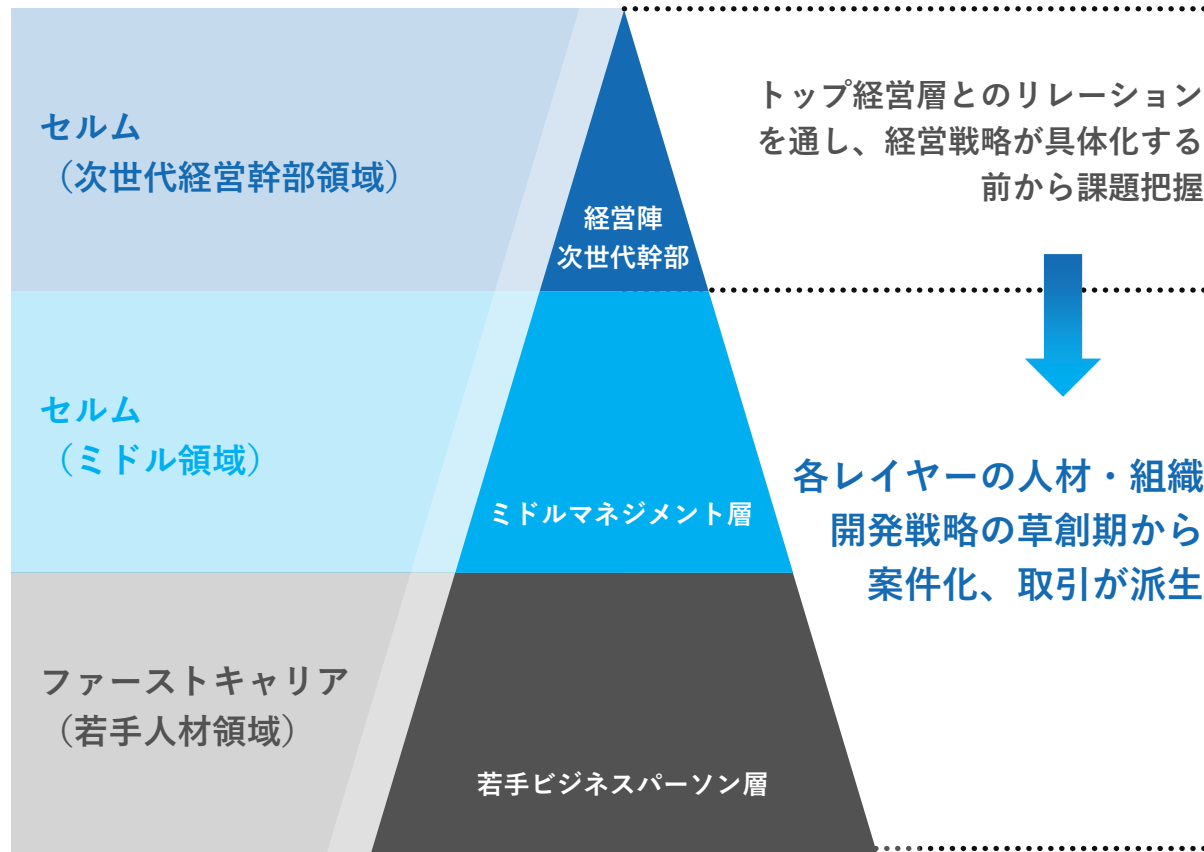 セルム
（次世代経営幹部領域）
経営陣
次世代幹部
トップ経営層とのリレーション
を通し、経営戦略が具体化する
前から課題把握
セルム
（ミドル領域）
ミドルマネジメント層
各レイヤーの人材・組織
開発戦略の草創期から
案件化、取引が派生
ファーストキャリア
（若手人材領域）
若手ビジネスパーソン層